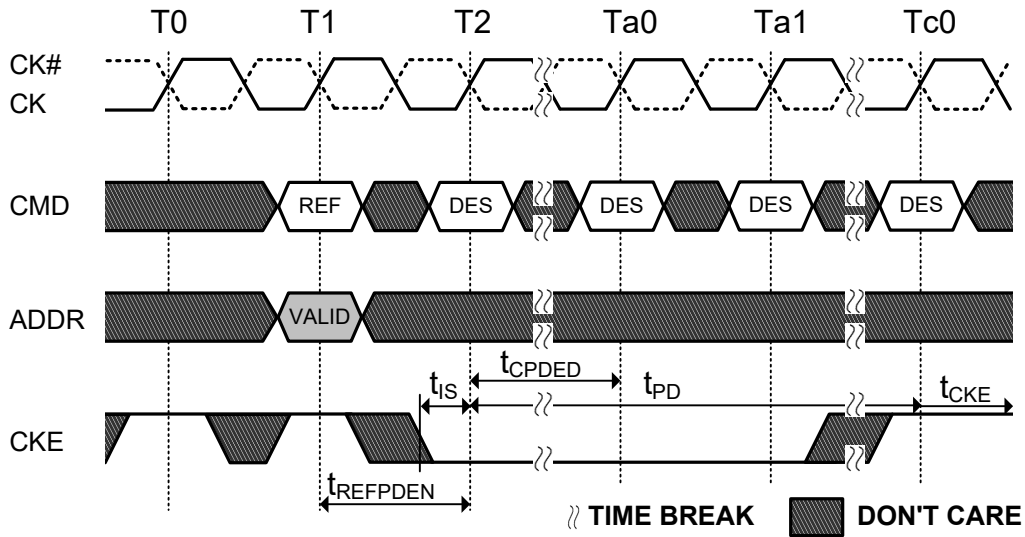 T0 T1 T2 Ta0 Ta1 Tc0
CK#
CK
CMD REF DES DES DES DES
ADDR VALID
tCPDED
tIS tPD tCKE
CKE
tREFPDEN
TIME BREAK DON'T CARE